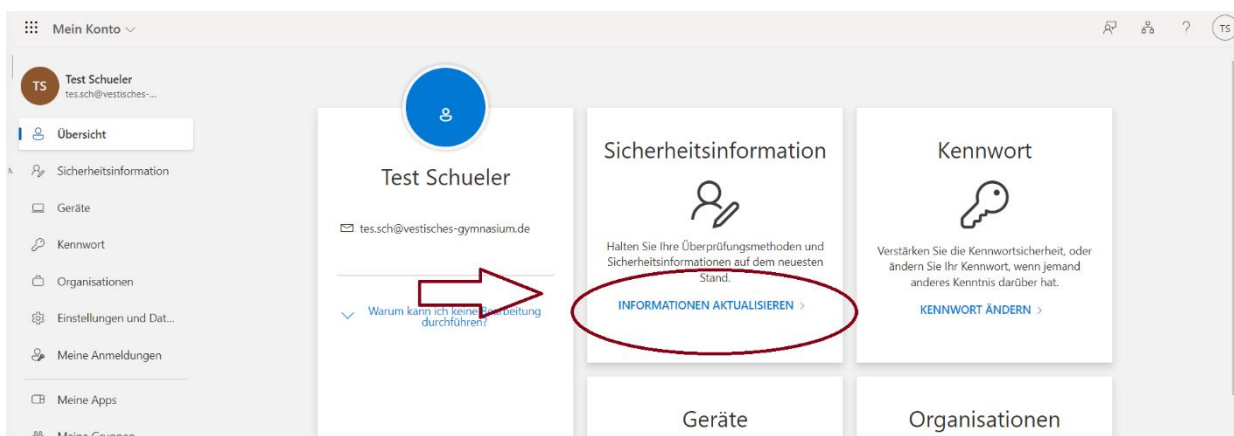 Mein Konto
TS
TS
Test Schueler
tes.sch@vestisches-...
Übersicht
Sicherheitsinformation
Geräte
Kennwort
Organisationen
Einstellungen und Dat...
Meine Anmeldungen
Meine Apps
Meine Gruppen
Test Schueler
tes.sch@vestisches-gymnasium.de
Warum kann ich keine Bearbeitung
durchführen?
Sicherheitsinformation
Halten Sie Ihre Überprüfungsmethoden und
Sicherheitsinformationen auf dem neuesten
Stand.
INFORMATIONEN AKTUALISIEREN >
Kennwort
Verstärken Sie die Kennwortsicherheit, oder
ändern Sie Ihr Kennwort, wenn jemand
anderes Kenntnis darüber hat.
KENNWORT ÄNDERN >
Geräte
Organisationen